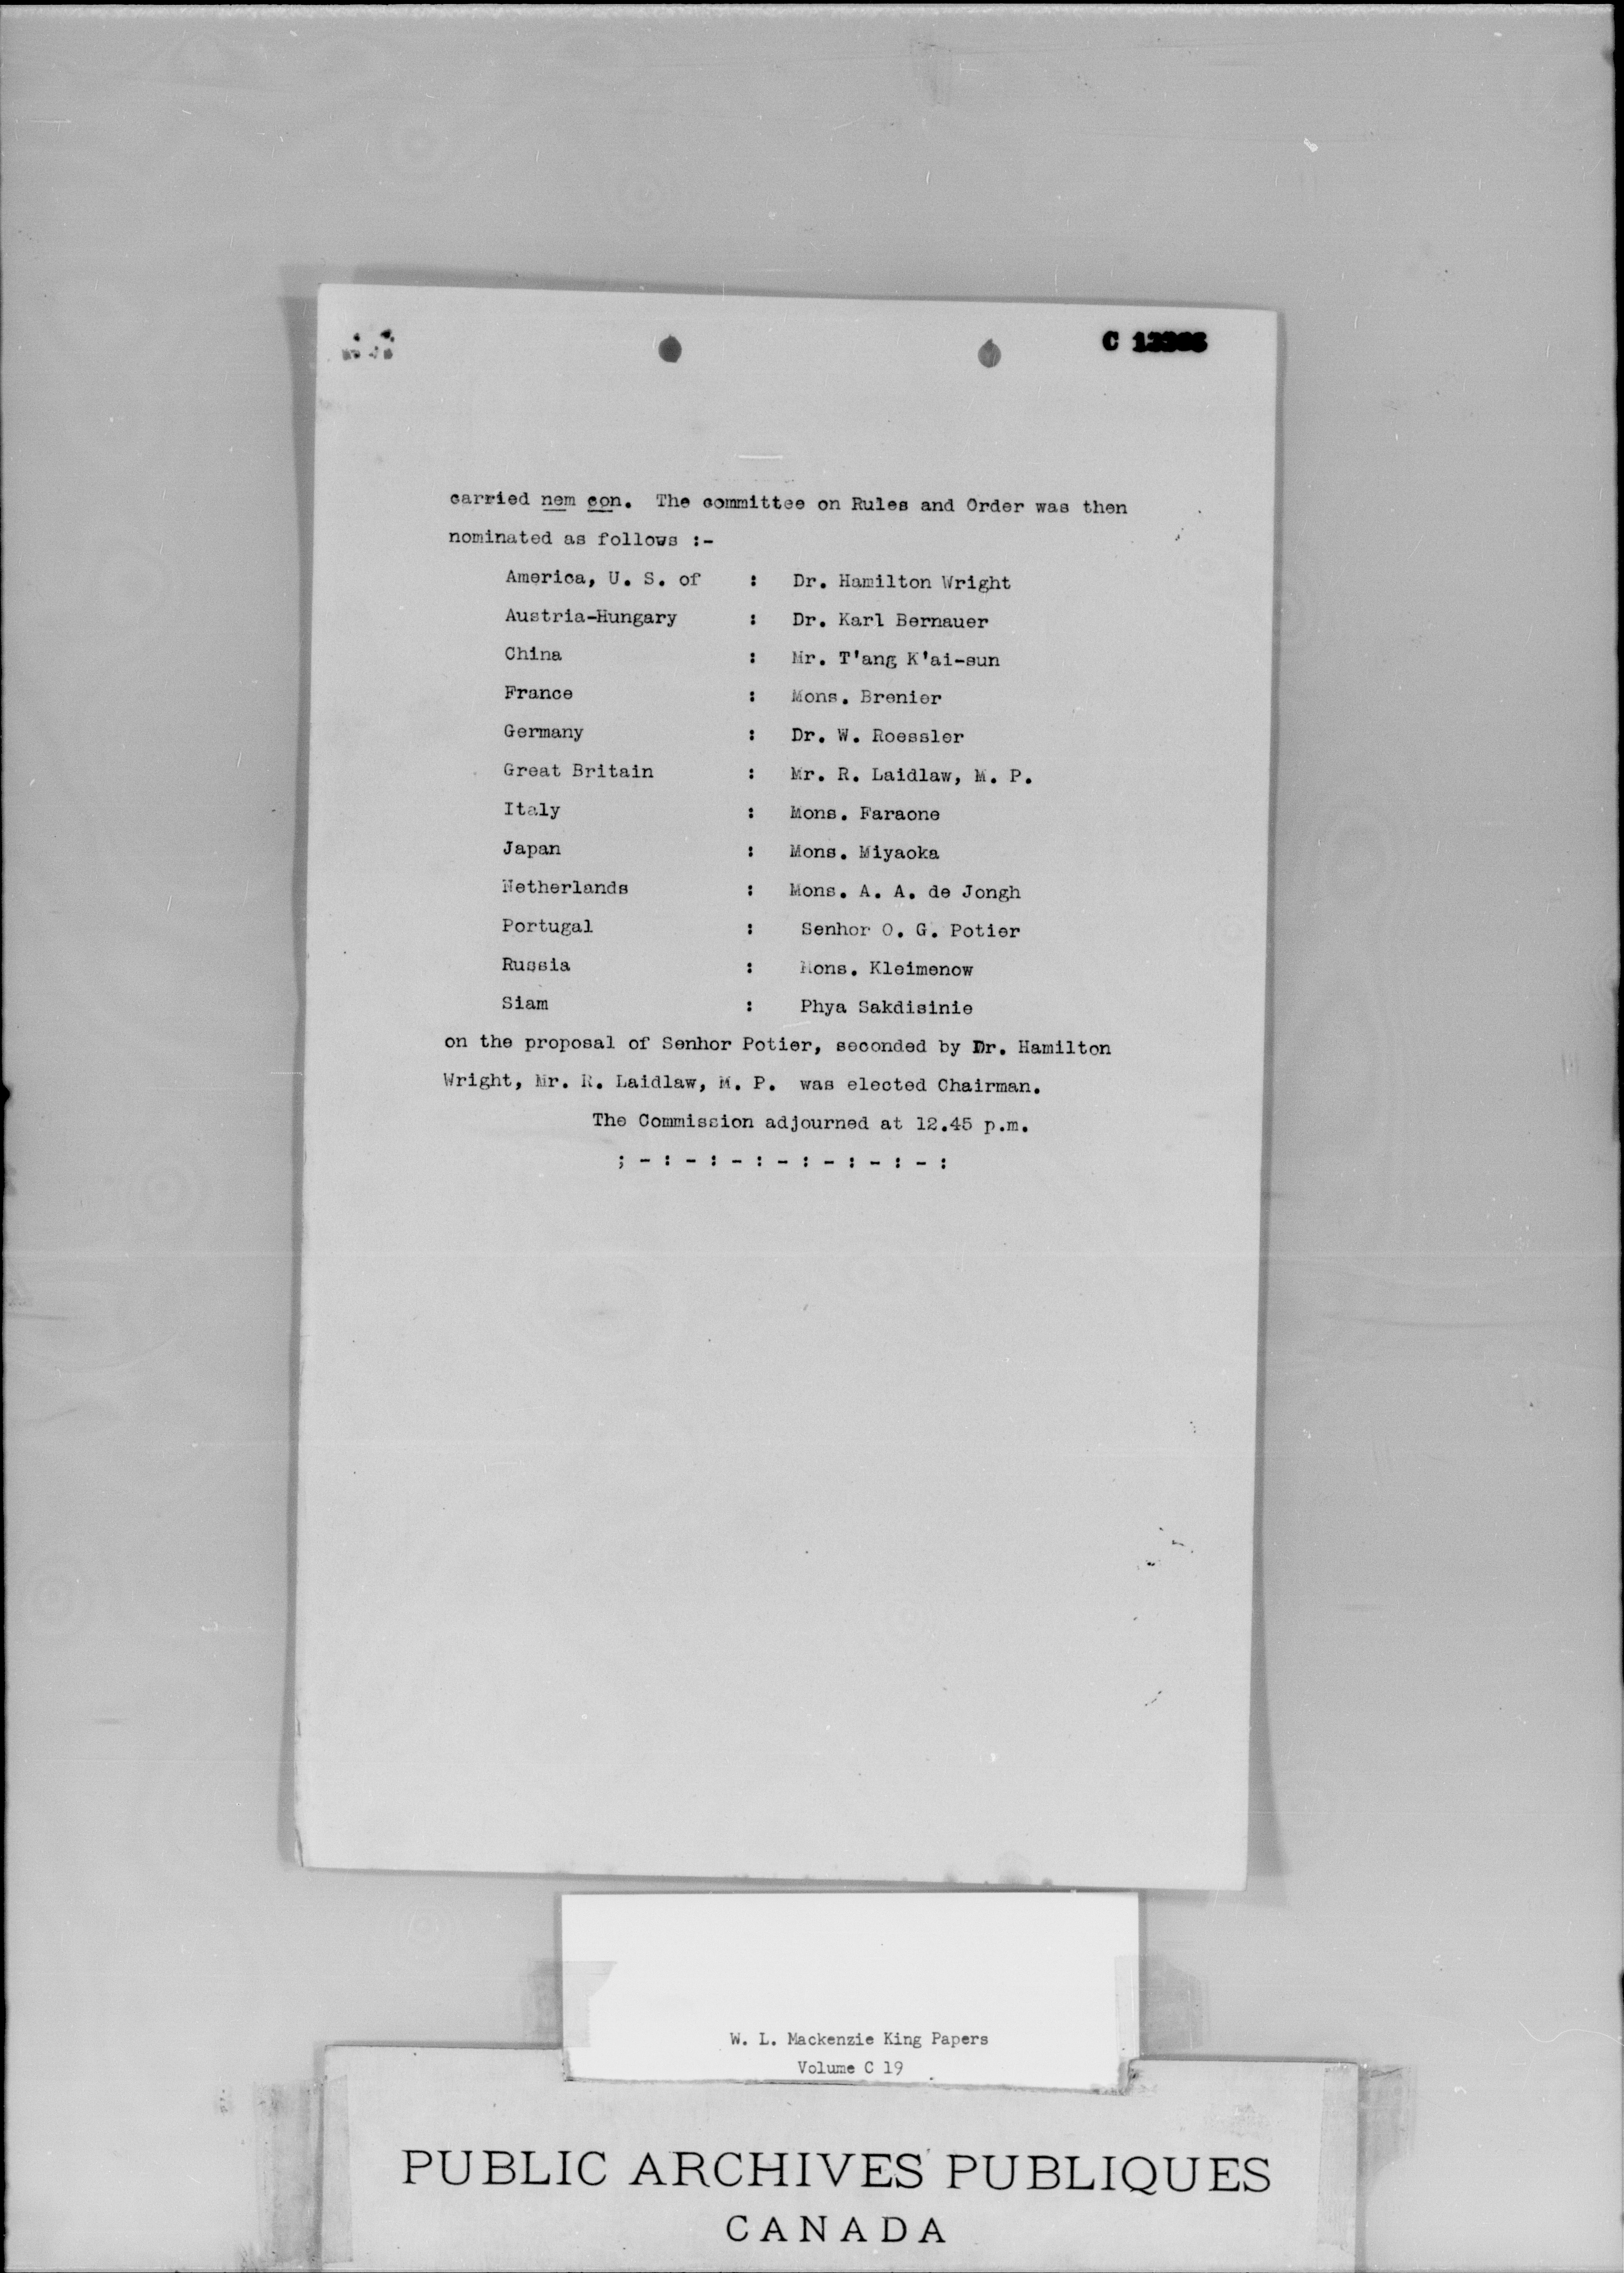 carried nem con. The committee on Rules and Order was then
nominated as follows :-
America, U. S. of : Dr. Hamilton Wright
Austria-Hungary : Dr. Karl Bernauer
China : Mr. T'ang K'ai-sun
France : Mons. Brenier
Germany : Dr. W. Roessler
Great Britain : Mr. R. Laidlaw, M. P.
Italy : Mons. Faraone
Japan : Mons. Miyaoka
Netherlands : Mons. A. A. de Jongh
Portugal : Senhor O. G. Potier
Russia : Mons. Kleimenow
Siam : Phya Sakdisinie
on the proposal of Senhor Potier, seconded by Dr. Hamilton
Wright, Mr. R. Laidlaw, M. P. was elected Chairman.
The Commission adjourned at 12.45 p.m.
; - : - : - : - : - : - : - :
W. L. Mackenzie King Papers
Volume C 19
PUBLIC ARCHIVES PUBLIQUES
CANADA